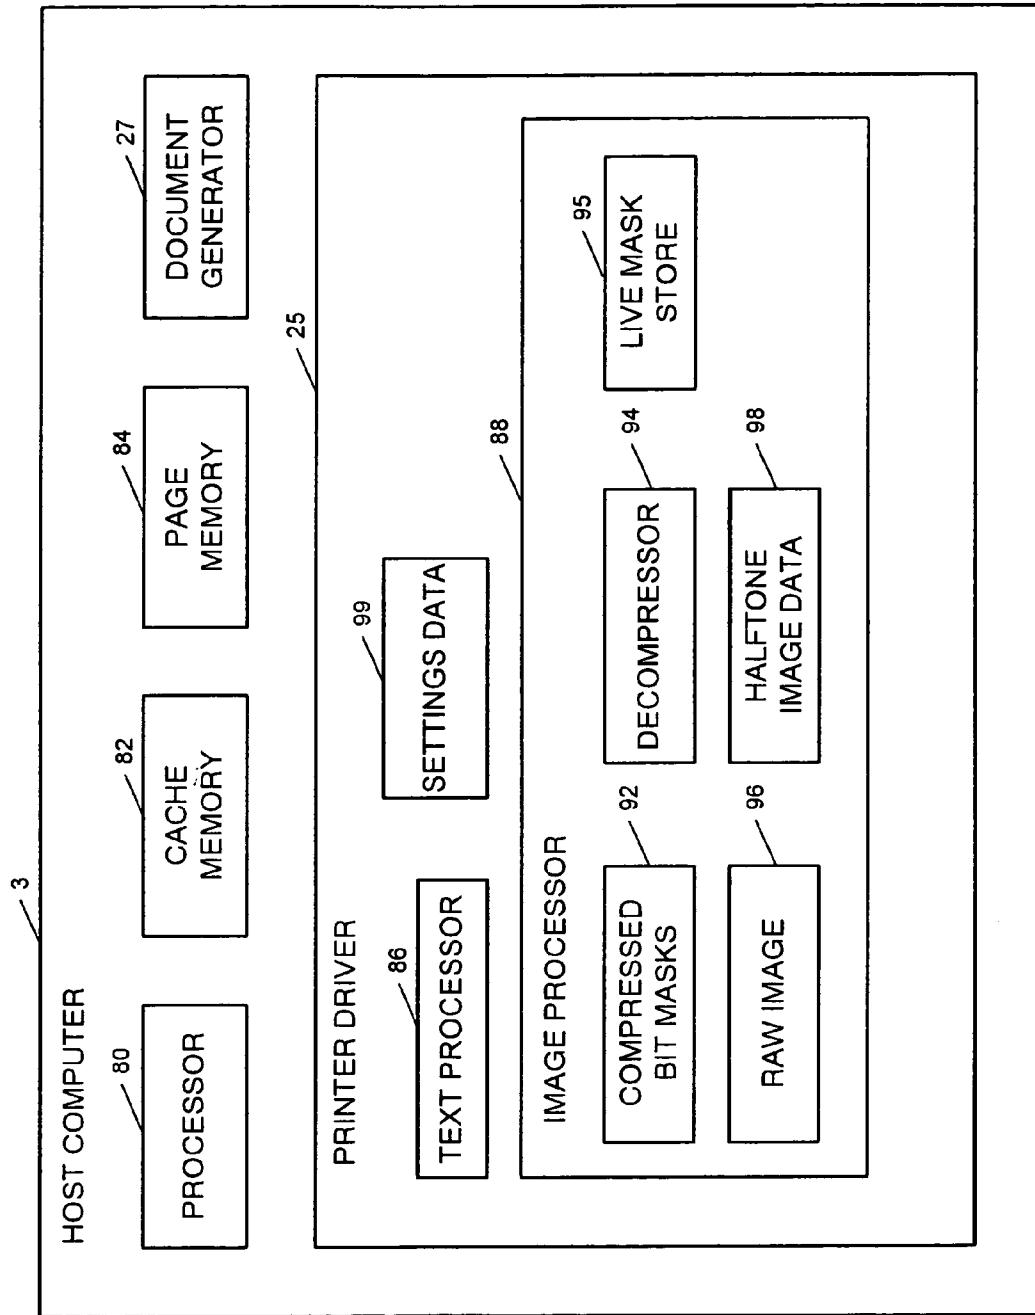 3
HOST COMPUTER
80
PROCESSOR
82
CACHE
MEMORY
84
PAGE
MEMORY
27
DOCUMENT
GENERATOR
25
PRINTER DRIVER
86
TEXT PROCESSOR
99
SETTINGS DATA
88
IMAGE PROCESSOR
92
COMPRESSED
BIT MASKS
94
DECOMPRESSOR
95
LIVE MASK
STORE
96
RAW IMAGE
98
HALFTONE
IMAGE DATA